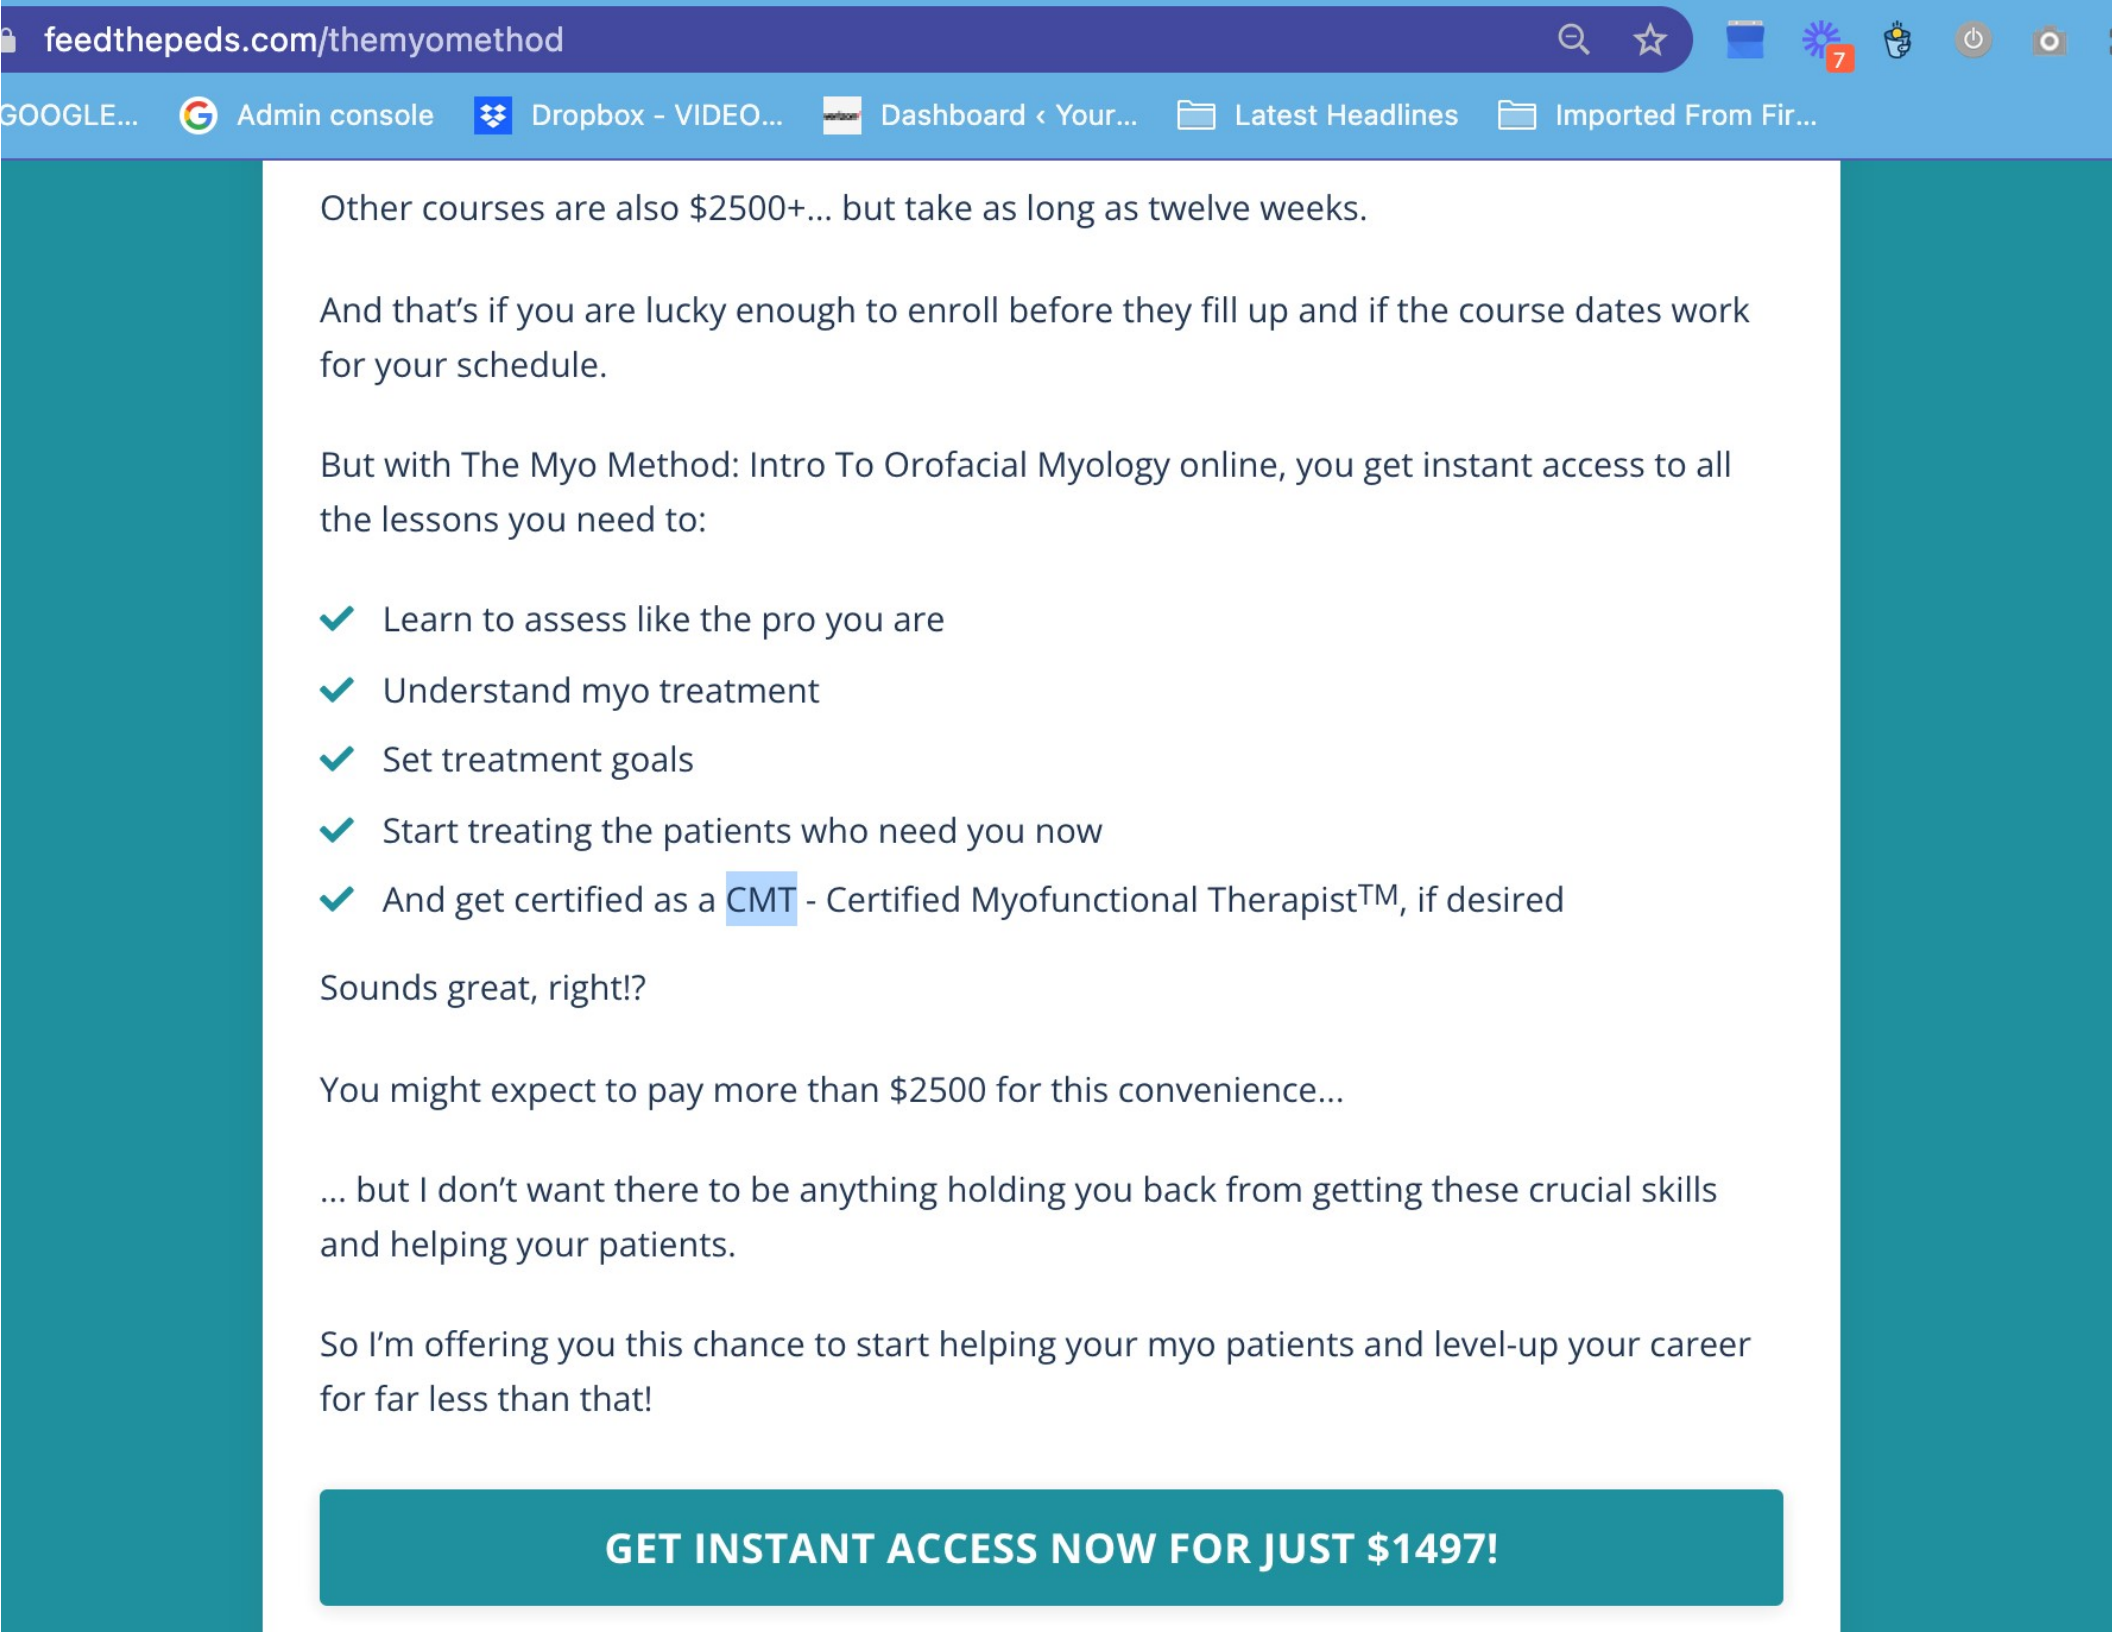 feedthepeds.com/themyomethod
7
GOOGLE... Admin console Dropbox - VIDEO... Dashboard ‹ Your... Latest Headlines Imported From Fir...
Other courses are also $2500+... but take as long as twelve weeks.
And that’s if you are lucky enough to enroll before they fill up and if the course dates work
for your schedule.
But with The Myo Method: Intro To Orofacial Myology online, you get instant access to all
the lessons you need to:
Learn to assess like the pro you are
Understand myo treatment
Set treatment goals
Start treating the patients who need you now
And get certified as a CMT - Certified Myofunctional Therapist™, if desired
Sounds great, right!?
You might expect to pay more than $2500 for this convenience...
... but I don’t want there to be anything holding you back from getting these crucial skills
and helping your patients.
So I’m offering you this chance to start helping your myo patients and level-up your career
for far less than that!
GET INSTANT ACCESS NOW FOR JUST $1497!